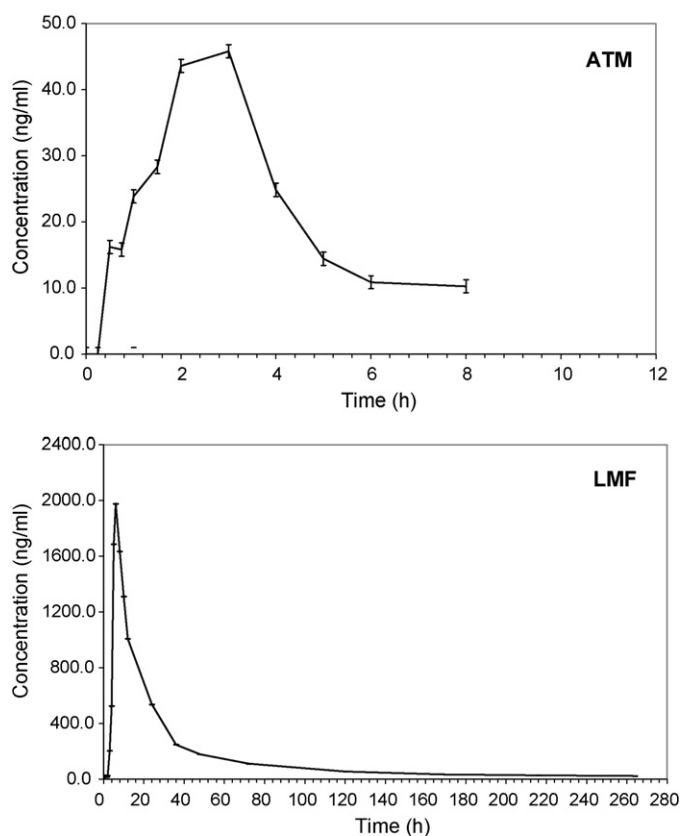 50.0
ATM
40.0
30.0
20.0
10.0
0.0
0 2 4 6 8 10 12
Time (h)
Concentration (ng/ml)
2400.0
LMF
2000.0
1600.0
1200.0
800.0
400.0
0.0
0 20 40 60 80 100 120 140 160 180 200 220 240 260 280
Time (h)
Concentration (ng/ml)